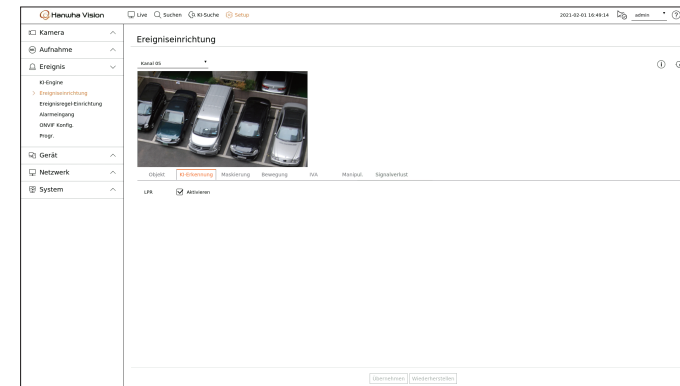 Hanwha Vision Live Suchen KI-Suche Setup 2021-02-01 16:49:14 admin ?
Kamera
Aufnahme
Ereignis
KI-Engine
Ereigniseinrichtung
Ereignisregel-Einrichtung
Alarmeingang
ONVIF Konfig.
Progr.
Gerät
Netzwerk
System
Ereigniseinrichtung
Kanal 05
Objekt KI-Erkennung Maskierung Bewegung IVA Manipul. Signalverlust
LPR Aktivieren
Übernehmen Wiederherstellen